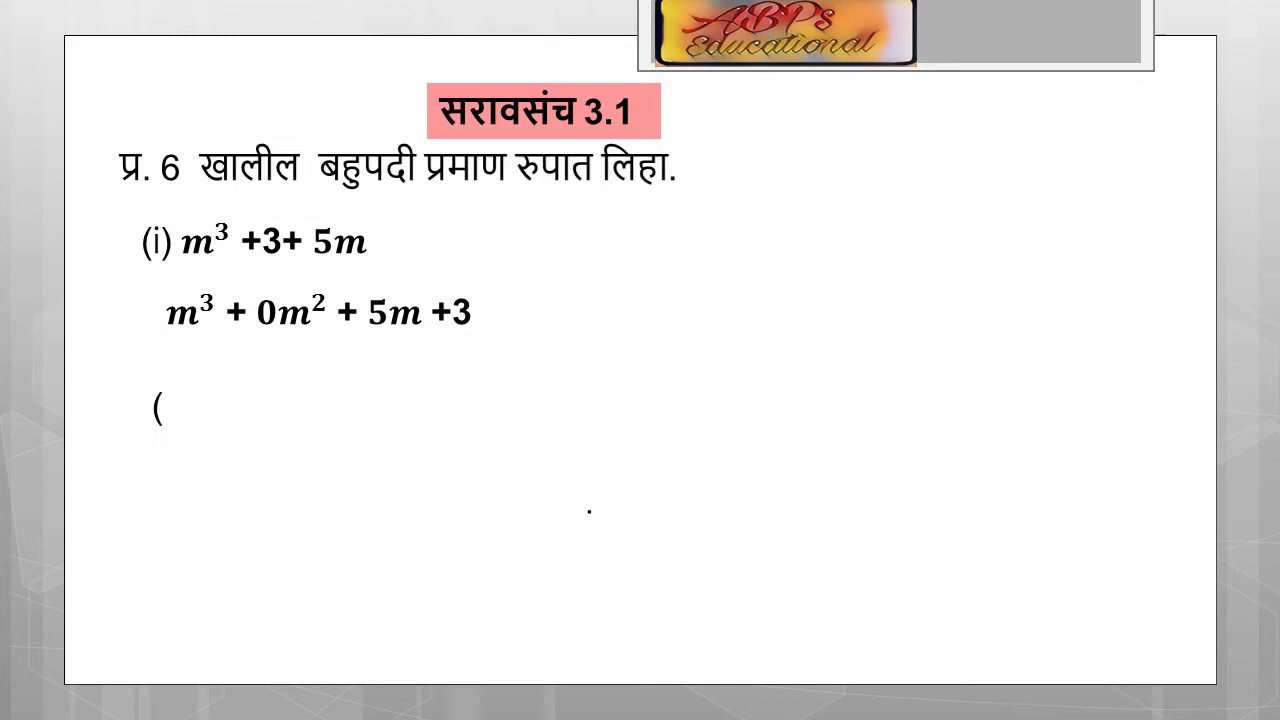 ABPs
Educational
सरावसंच 3.1
प्र. 6 खालील बहुपदी प्रमाण रुपात लिहा.
(i) m³ +3+ 5m
m³ + 0m² + 5m +3
(
.